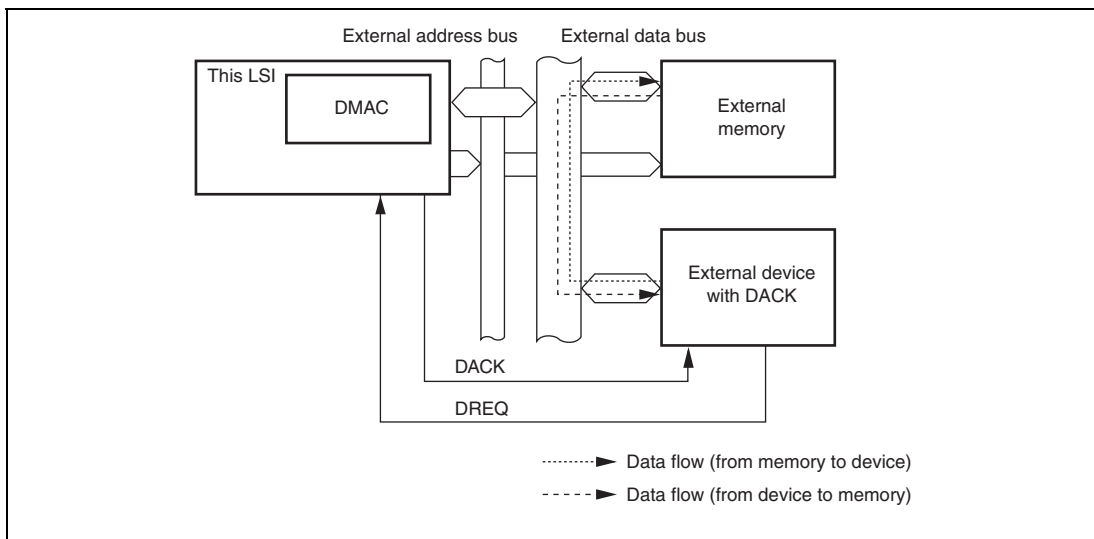 External address bus
External data bus
This LSI
DMAC
External
memory
External device
with DACK
DACK
DREQ
Data flow (from memory to device)
Data flow (from device to memory)